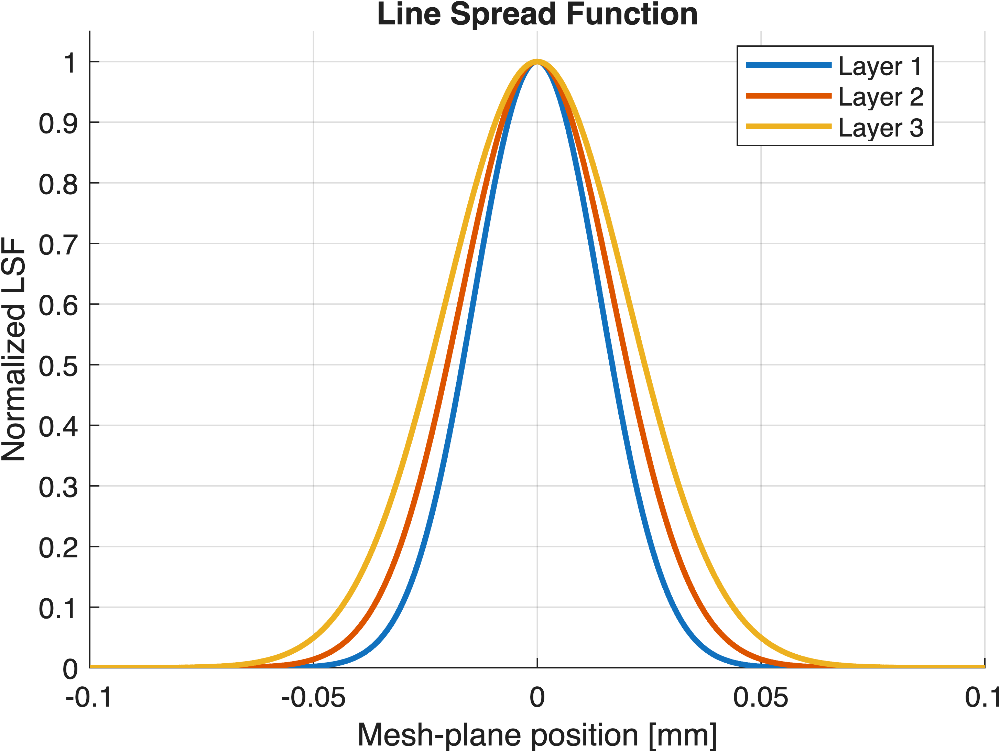 Line Spread Function
Layer 1
Layer 2
Layer 3
Normalized LSF
1
0.9
0.8
0.7
0.6
0.5
0.4
0.3
0.2
0.1
0
-0.1
-0.05
0
0.05
0.1
Mesh-plane position [mm]